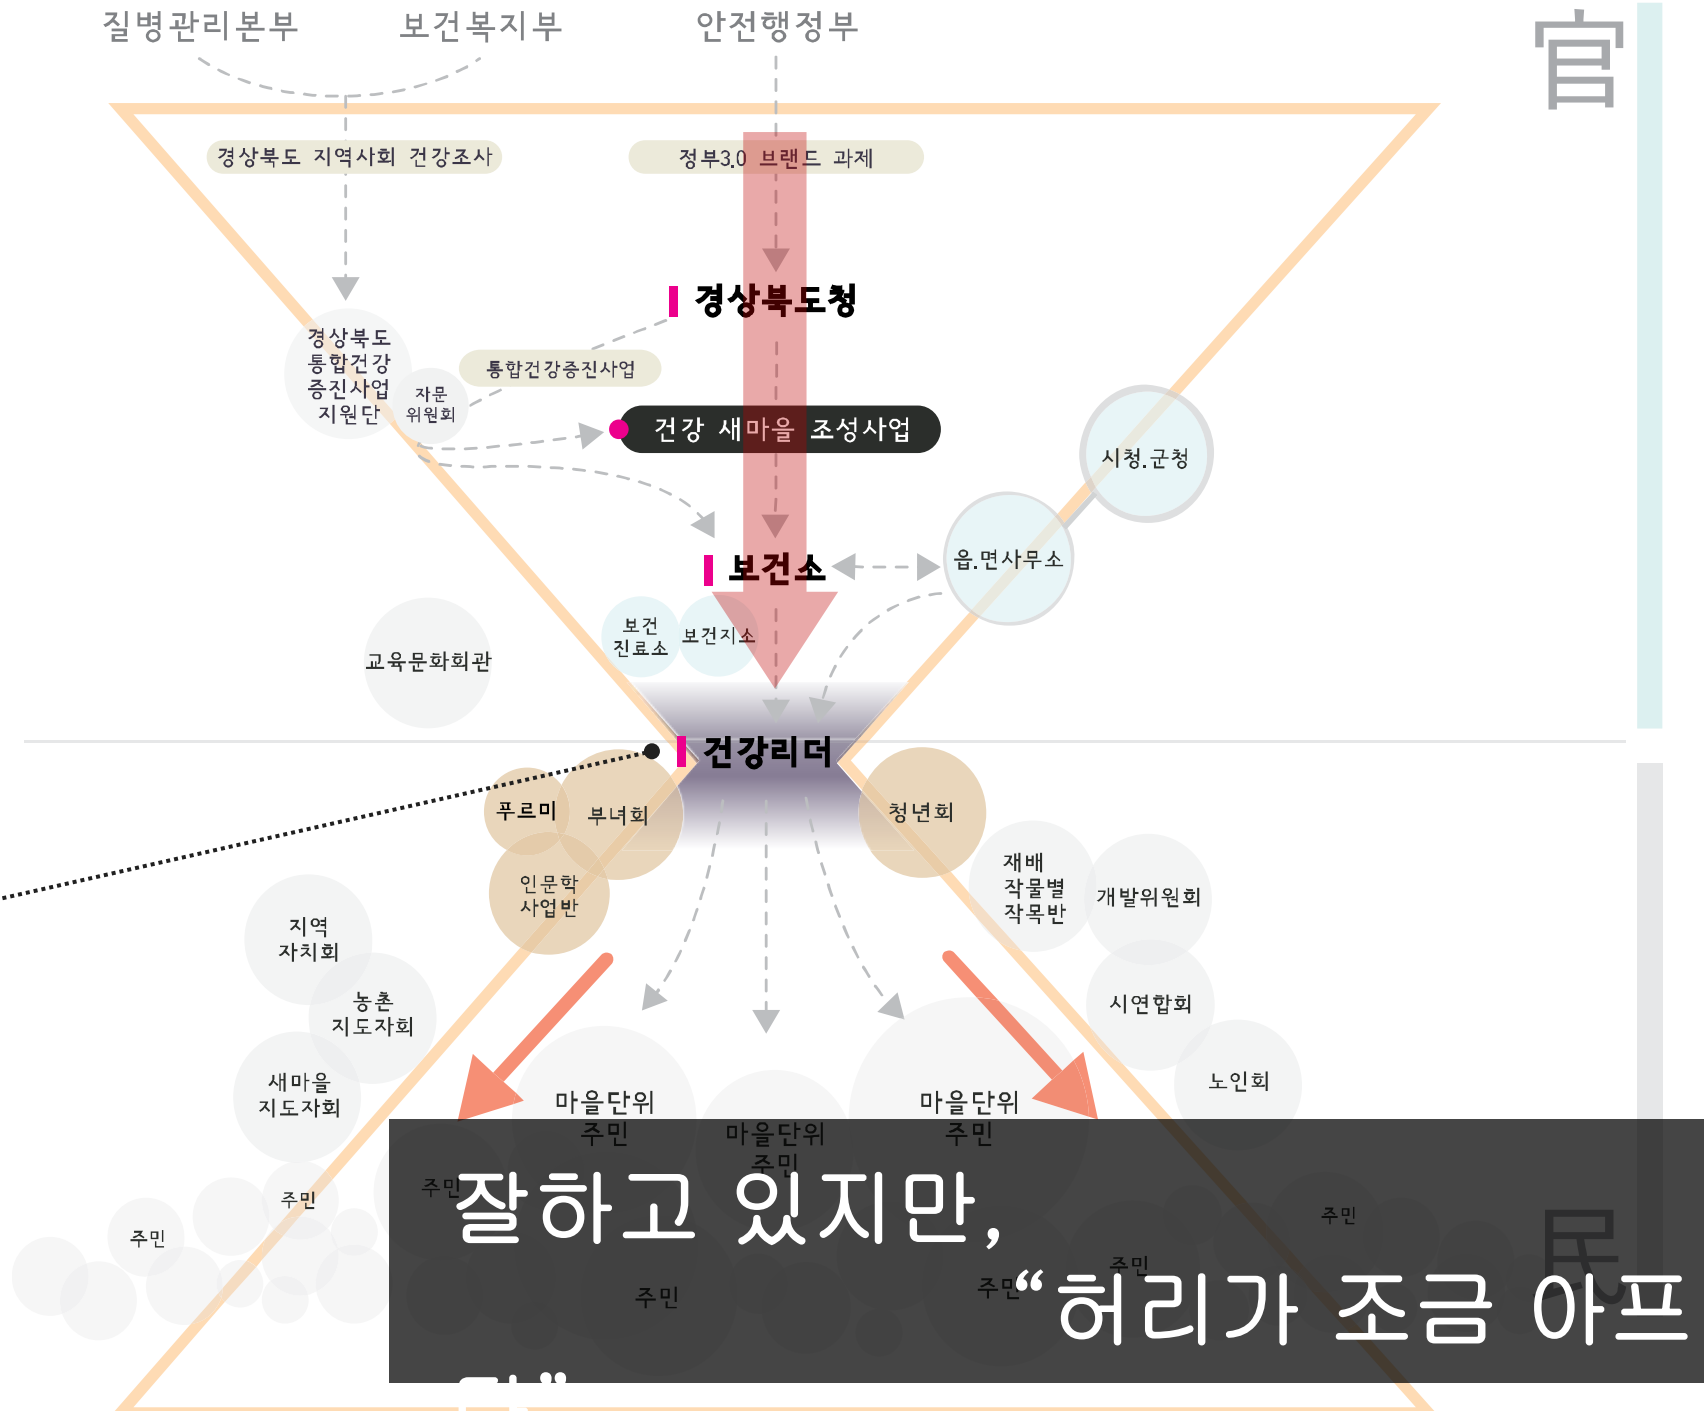 질병관리본부
보건복지부
안전행정부
官
경상북도 지역사회 건강조사
정부3.0 브랜드 과제
경상북도청
경상북도
통합건강
증진사업
지원단
자문
위원회
통합건강증진사업
건강 새마을 조성사업
시청.군청
읍.면사무소
보건소
보건
진료소
보건지소
교육문화회관
건강리더
푸르미
부녀회
청년회
인문학
사업반
재배
작물별
작목반
개발위원회
지역
자치회
농촌
지도자회
시연합회
새마을
지도자회
노인회
마을단위
주민
마을단위
주민
마을단위
주민
주민
주민
주민
주민
주민
주민
주민
民
잘하고 있지만,
“허리가 조금 아프